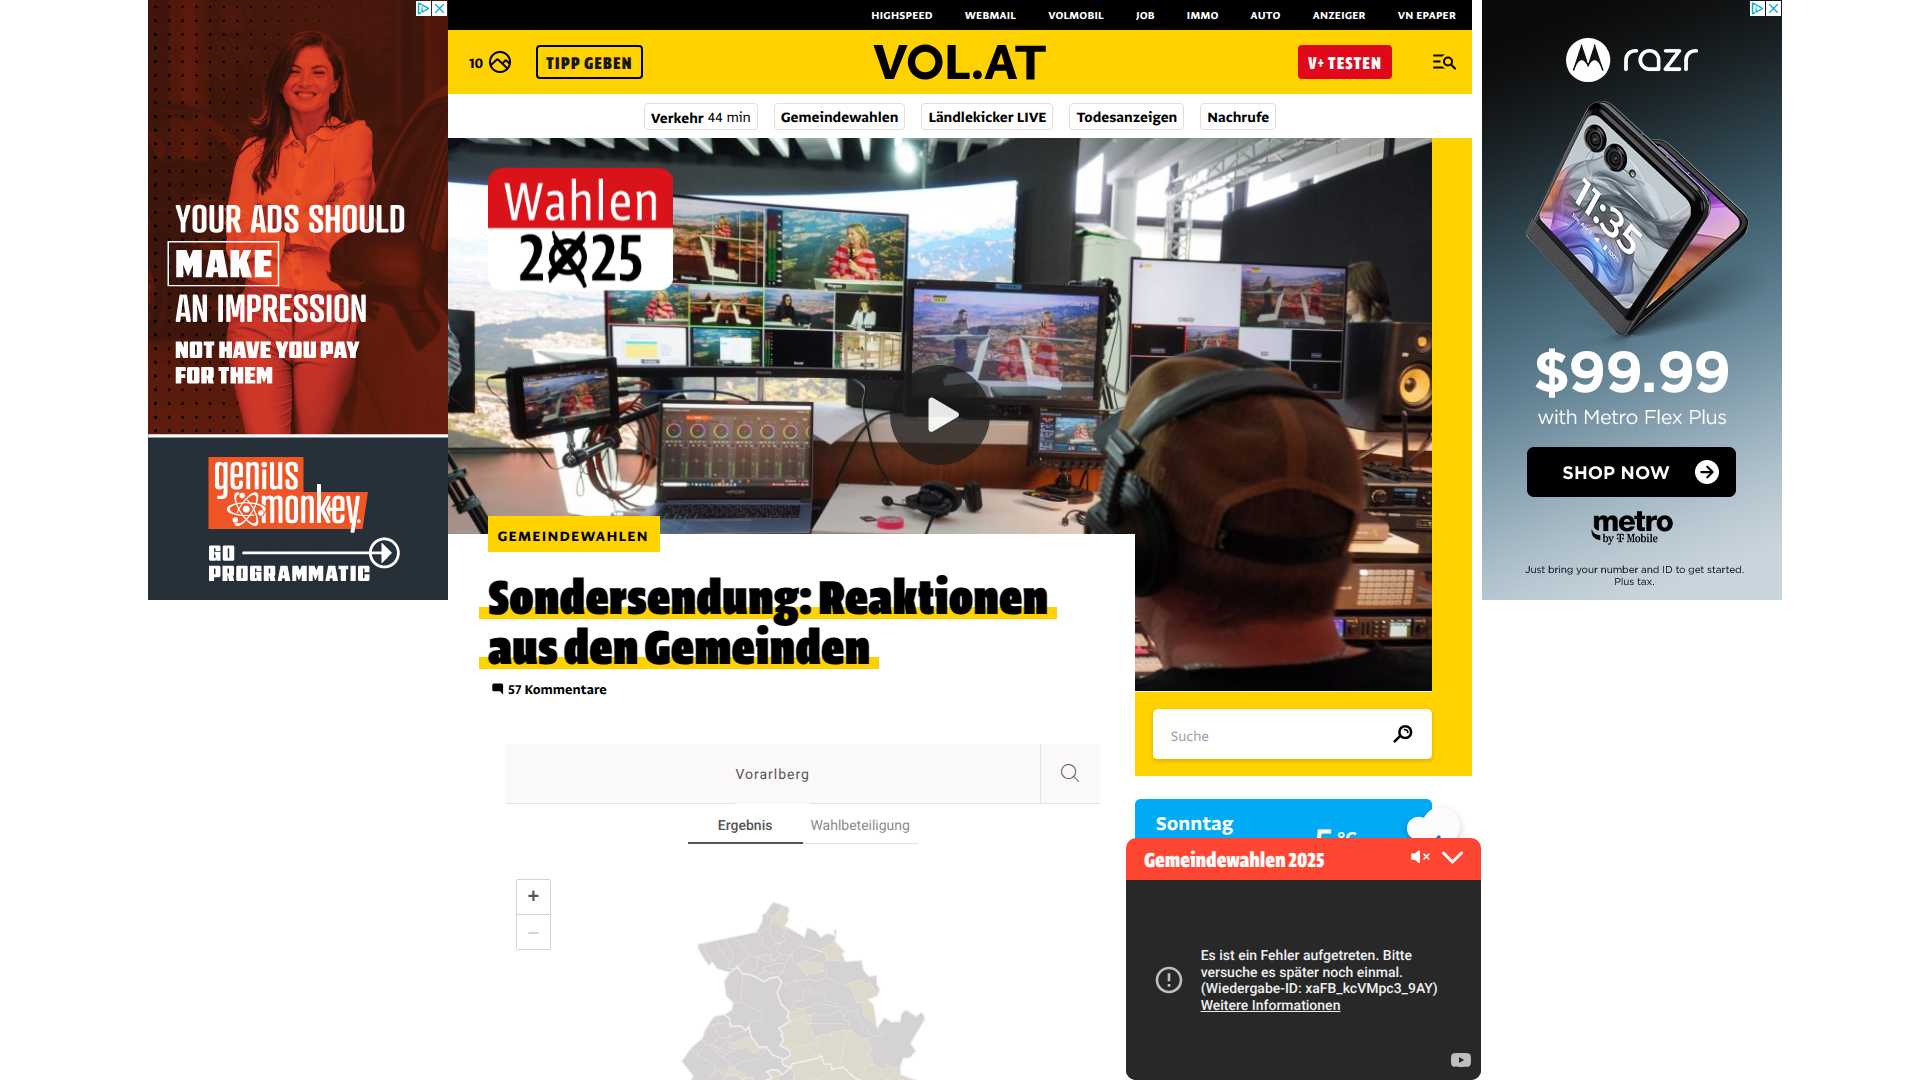 HIGHSPEED WEBMAIL VOLMOBIL JOB IMMO AUTO ANZEIGER VN EPAPER
10 TIPP GEBEN VOL.AT V+ TESTEN
Verkehr 44 min Gemeindewahlen Ländlekicker LIVE Todesanzeigen Nachrufe
YOUR ADS SHOULD
MAKE
AN IMPRESSION
NOT HAVE YOU PAY
FOR THEM
genius
monkey
GO
PROGRAMMATIC
Wahlen
2025
GEMEINDEWAHLEN
Sondersendung: Reaktionen
aus den Gemeinden
57 Kommentare
Suche
Vorarlberg
Ergebnis Wahlbeteiligung
+
−
Sonntag
Gemeindewahlen 2025
Es ist ein Fehler aufgetreten. Bitte
versuche es später noch einmal.
(Wiedergabe-ID: xaFB_kcVMpc3_9AY)
Weitere Informationen
razr
11:35
$99.99
with Metro Flex Plus
SHOP NOW
metro
by T Mobile
Just bring your number and ID to get started.
Plus tax.